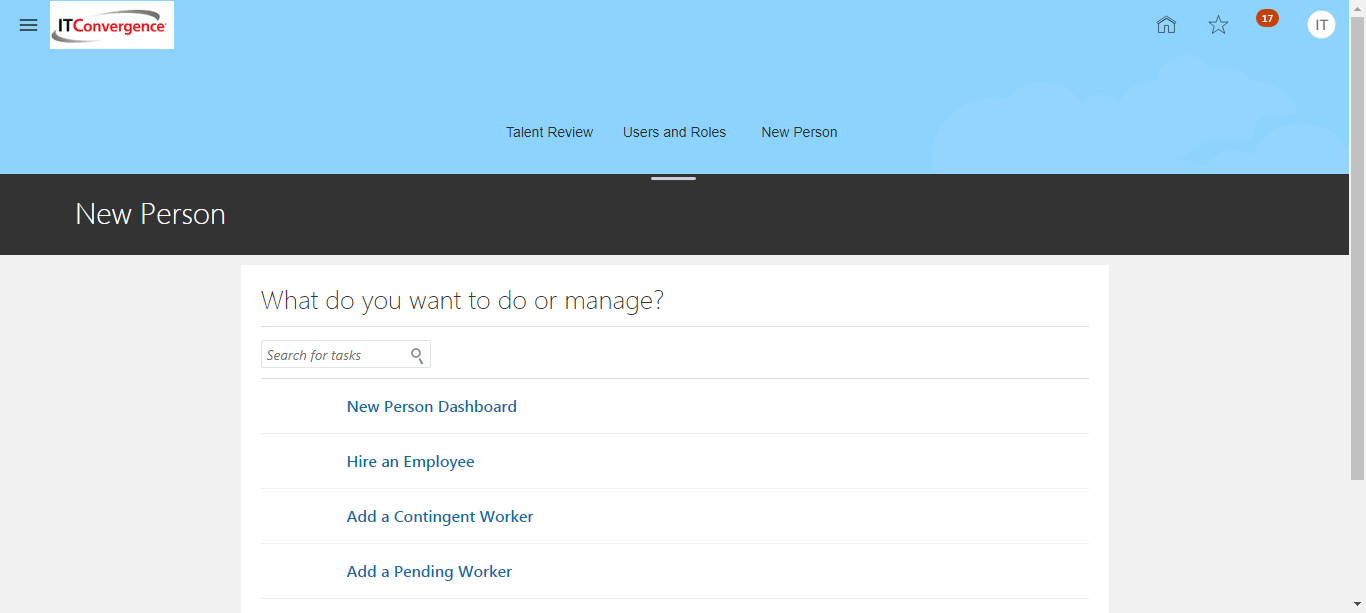 ITConvergence
17
IT
Talent Review
Users and Roles
New Person
New Person
What do you want to do or manage?
Search for tasks
New Person Dashboard
Hire an Employee
Add a Contingent Worker
Add a Pending Worker